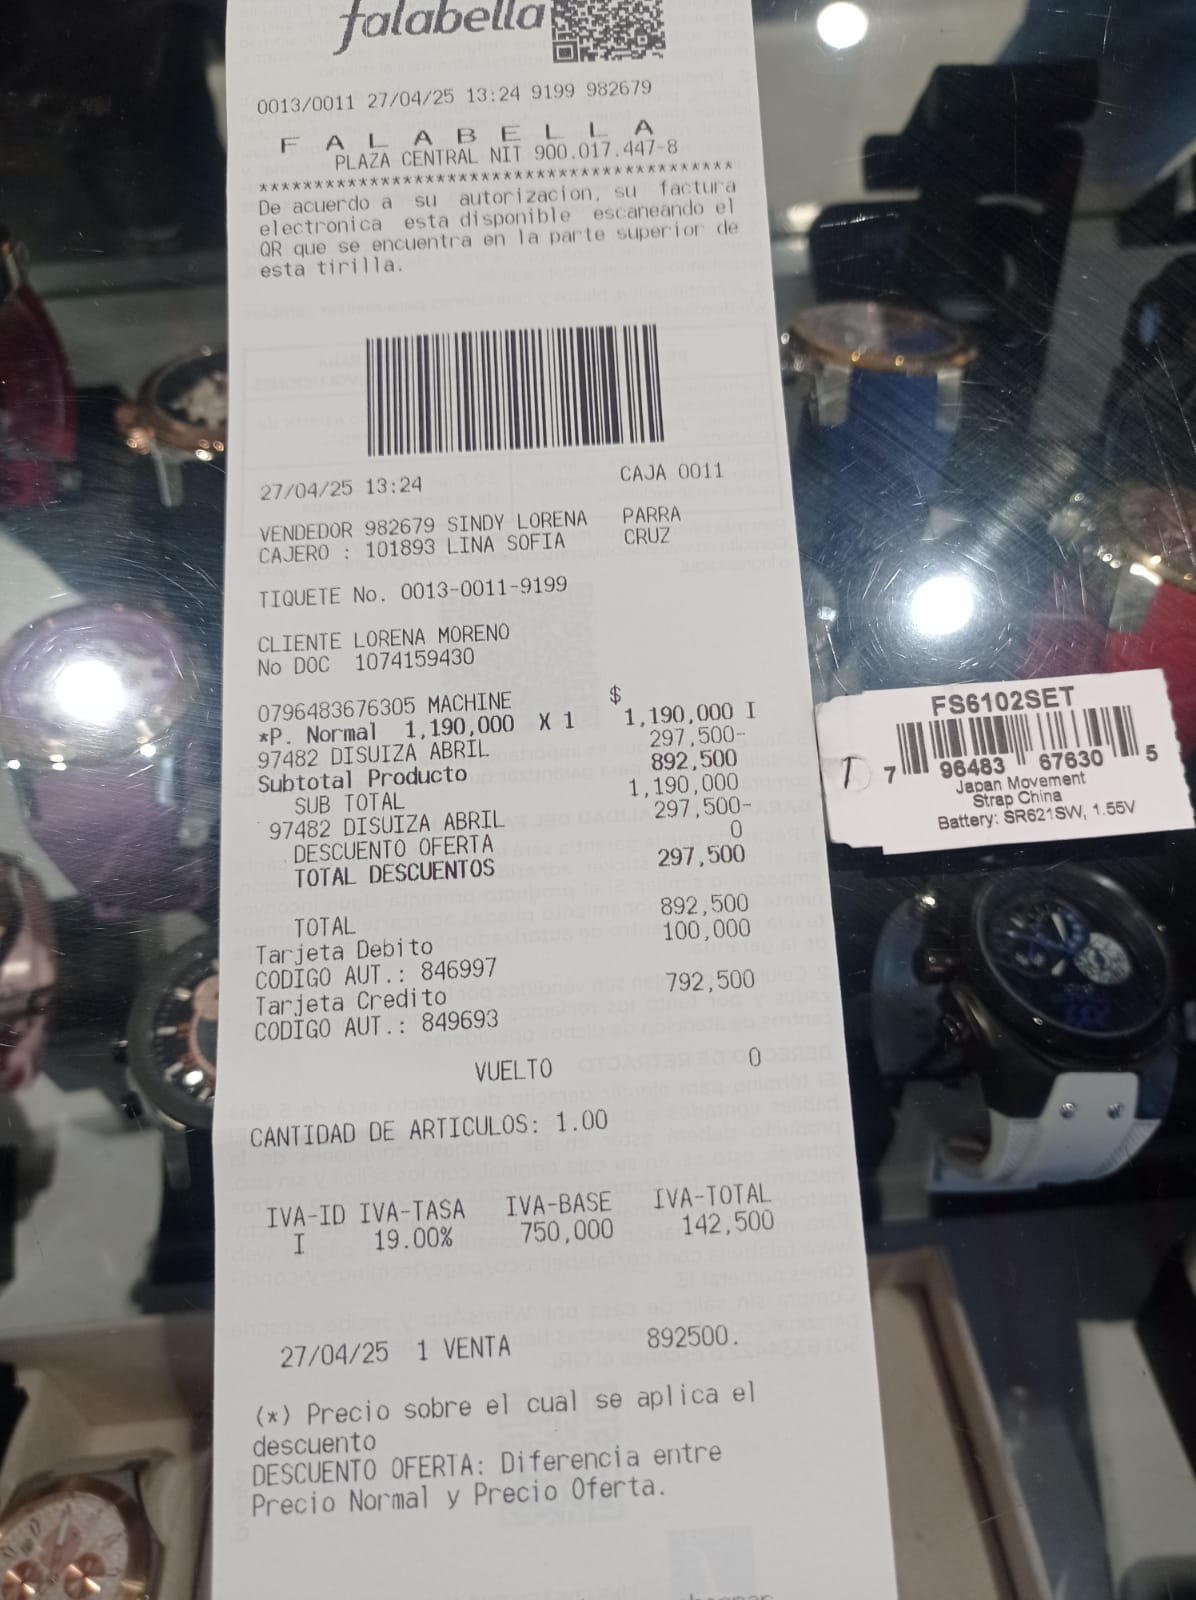 falabella
0013/0011 27/04/25 13:24 9199 982679
F A L A B E L L A
PLAZA CENTRAL NIT 900.017.447-8
*******************************************
De acuerdo a su autorizacion, su factura
electronica esta disponible escaneando el
QR que se encuentra en la parte superior de
esta tirilla.
27/04/25 13:24 CAJA 0011
VENDEDOR 982679 SINDY LORENA PARRA
CAJERO : 101893 LINA SOFIA CRUZ
TIQUETE No. 0013-0011-9199
CLIENTE LORENA MORENO
No DOC 1074159430
0796483676305 MACHINE $
*P. Normal 1,190,000 X 1 1,190,000 I
97482 DISUIZA ABRIL 297,500-
Subtotal Producto 892,500
SUB TOTAL 1,190,000
97482 DISUIZA ABRIL 297,500-
DESCUENTO OFERTA 0
TOTAL DESCUENTOS 297,500
TOTAL 892,500
Tarjeta Debito 100,000
CODIGO AUT.: 846997
Tarjeta Credito 792,500
CODIGO AUT.: 849693
VUELTO 0
CANTIDAD DE ARTICULOS: 1.00
IVA-ID IVA-TASA IVA-BASE IVA-TOTAL
I 19.00% 750,000 142,500
27/04/25 1 VENTA 892500.
(*) Precio sobre el cual se aplica el
descuento
DESCUENTO OFERTA: Diferencia entre
Precio Normal y Precio Oferta.
FS6102SET
7 96483 67630 5
Japan Movement
Strap China
Battery: SR621SW, 1.55V